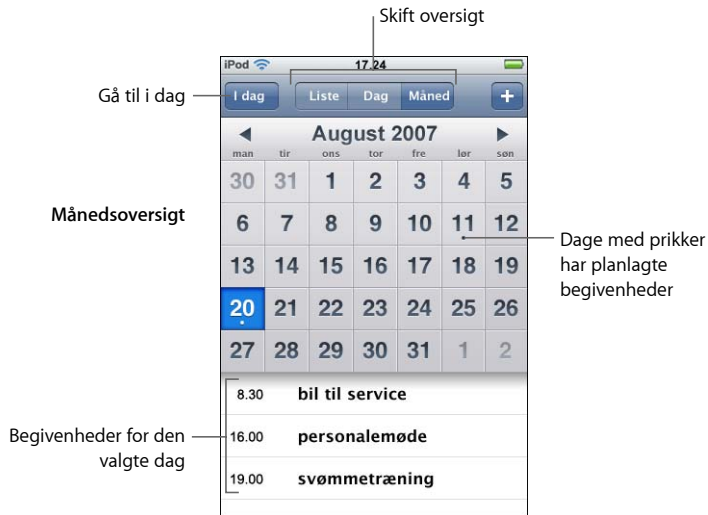 Skift oversigt
iPod 17.24
Gå til i dag
I dag Liste Dag Måned +
August 2007
man tir ons tor fre lør søn
30 31 1 2 3 4 5
Månedsoversigt
6 7 8 9 10 11 12
Dage med prikker
har planlagte
begivenheder
13 14 15 16 17 18 19
20 21 22 23 24 25 26
27 28 29 30 31 1 2
Begivenheder for den
valgte dag
8.30 bil til service
16.00 personalemøde
19.00 svømmetræning